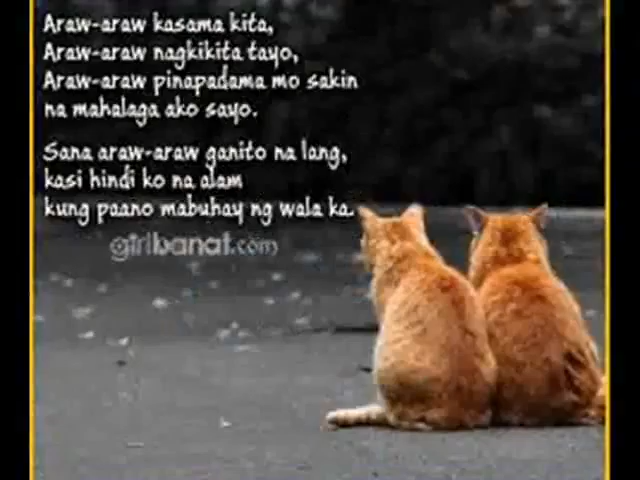 Araw-araw kasama kita,
Araw-araw nagkikita tayo,
Araw-araw pinapadama mo sakin
na mahalaga ako sayo.
Sana araw-araw ganito na lang,
kasi hindi ko na alam
kung paano mabuhay ng wala ka.
girlbanat.com